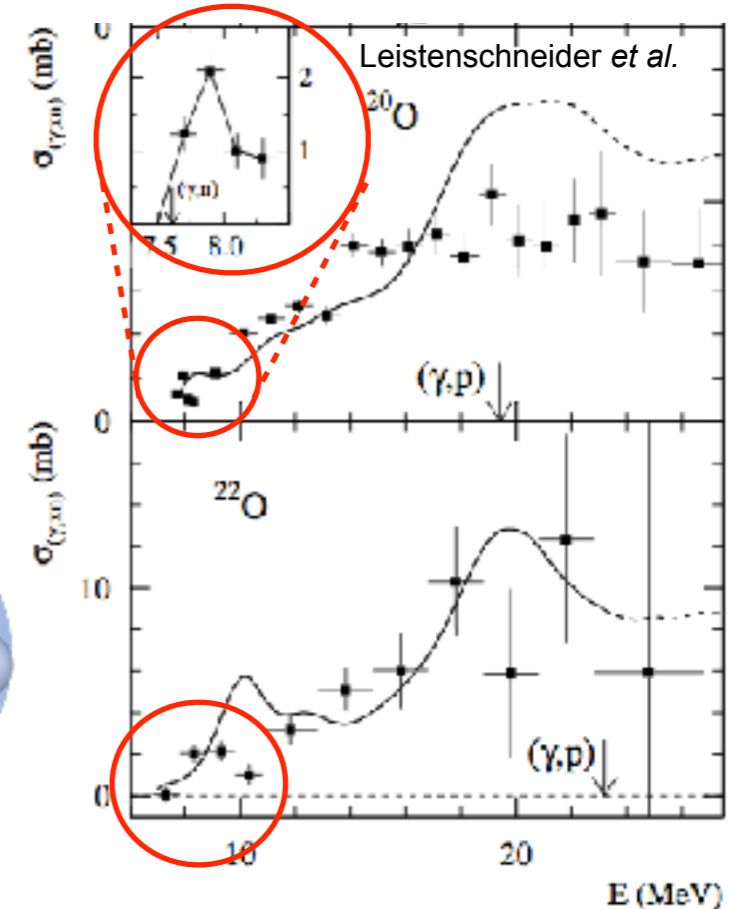 Leistenschneider et al.
σ(γ,xn) (mb)
0
2
1
(γ,n)
7.5 8.0
²⁰O
(γ,p)
0
σ(γ,xn) (mb)
²²O
10
(γ,p)
0
10 20
E (MeV)